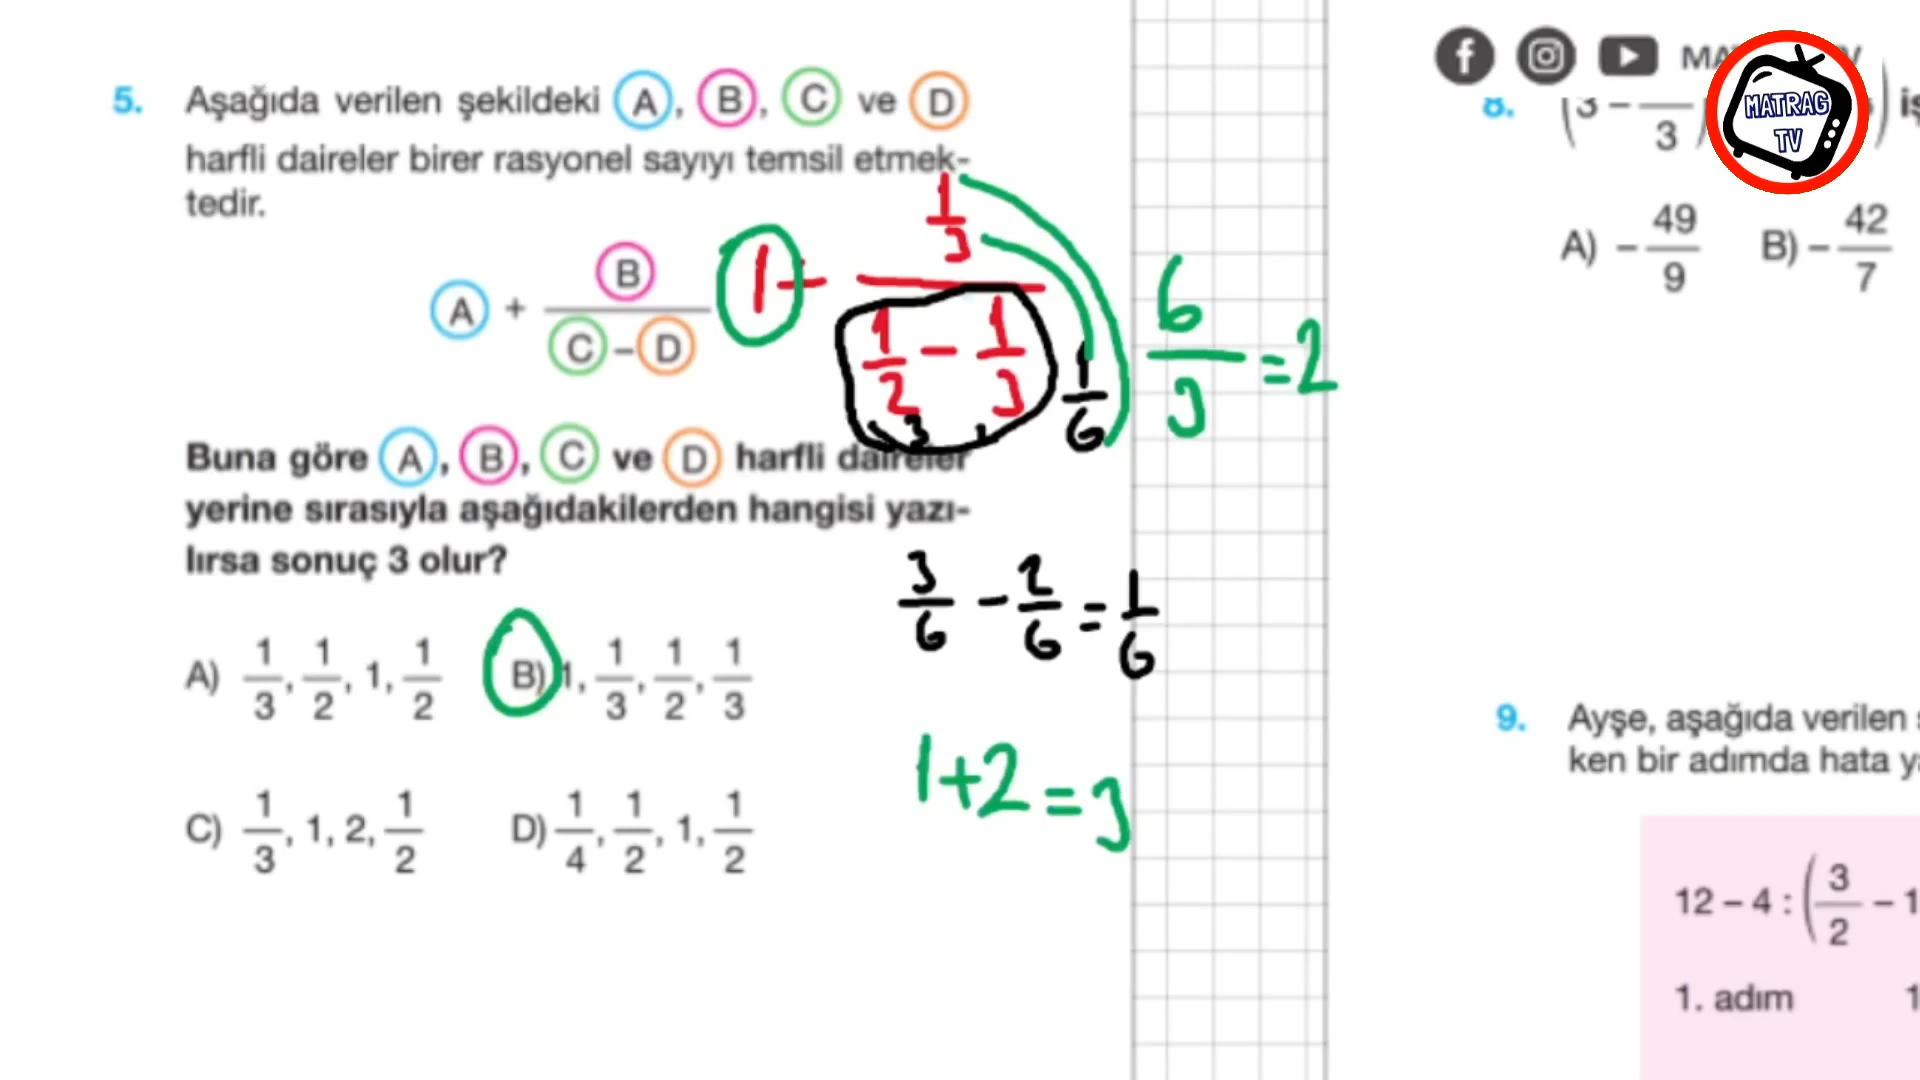 5. Aşağıda verilen şekildeki A, B, C ve D
harfli daireler birer rasyonel sayıyı temsil etmek-
tedir.
A + B / (C – D)
1 + (1/3) / (1/2 – 1/3)
3
1/6
6/3 = 2
Buna göre A, B, C ve D harfli daireler
yerine sırasıyla aşağıdakilerden hangisi yazı-
lırsa sonuç 3 olur?
3/6 – 2/6 = 1/6
A) 1/3, 1/2, 1, 1/2 B) 1, 1/3, 1/2, 1/3
1+2=3
C) 1/3, 1, 2, 1/2 D) 1/4, 1/2, 1, 1/2
MATRAG
TV
8. (3 – /3)
A) – 49/9 B) – 42/7
9. Ayşe, aşağıda verilen
ken bir adımda hata
12 – 4 : (3/2 – 1
1. adım